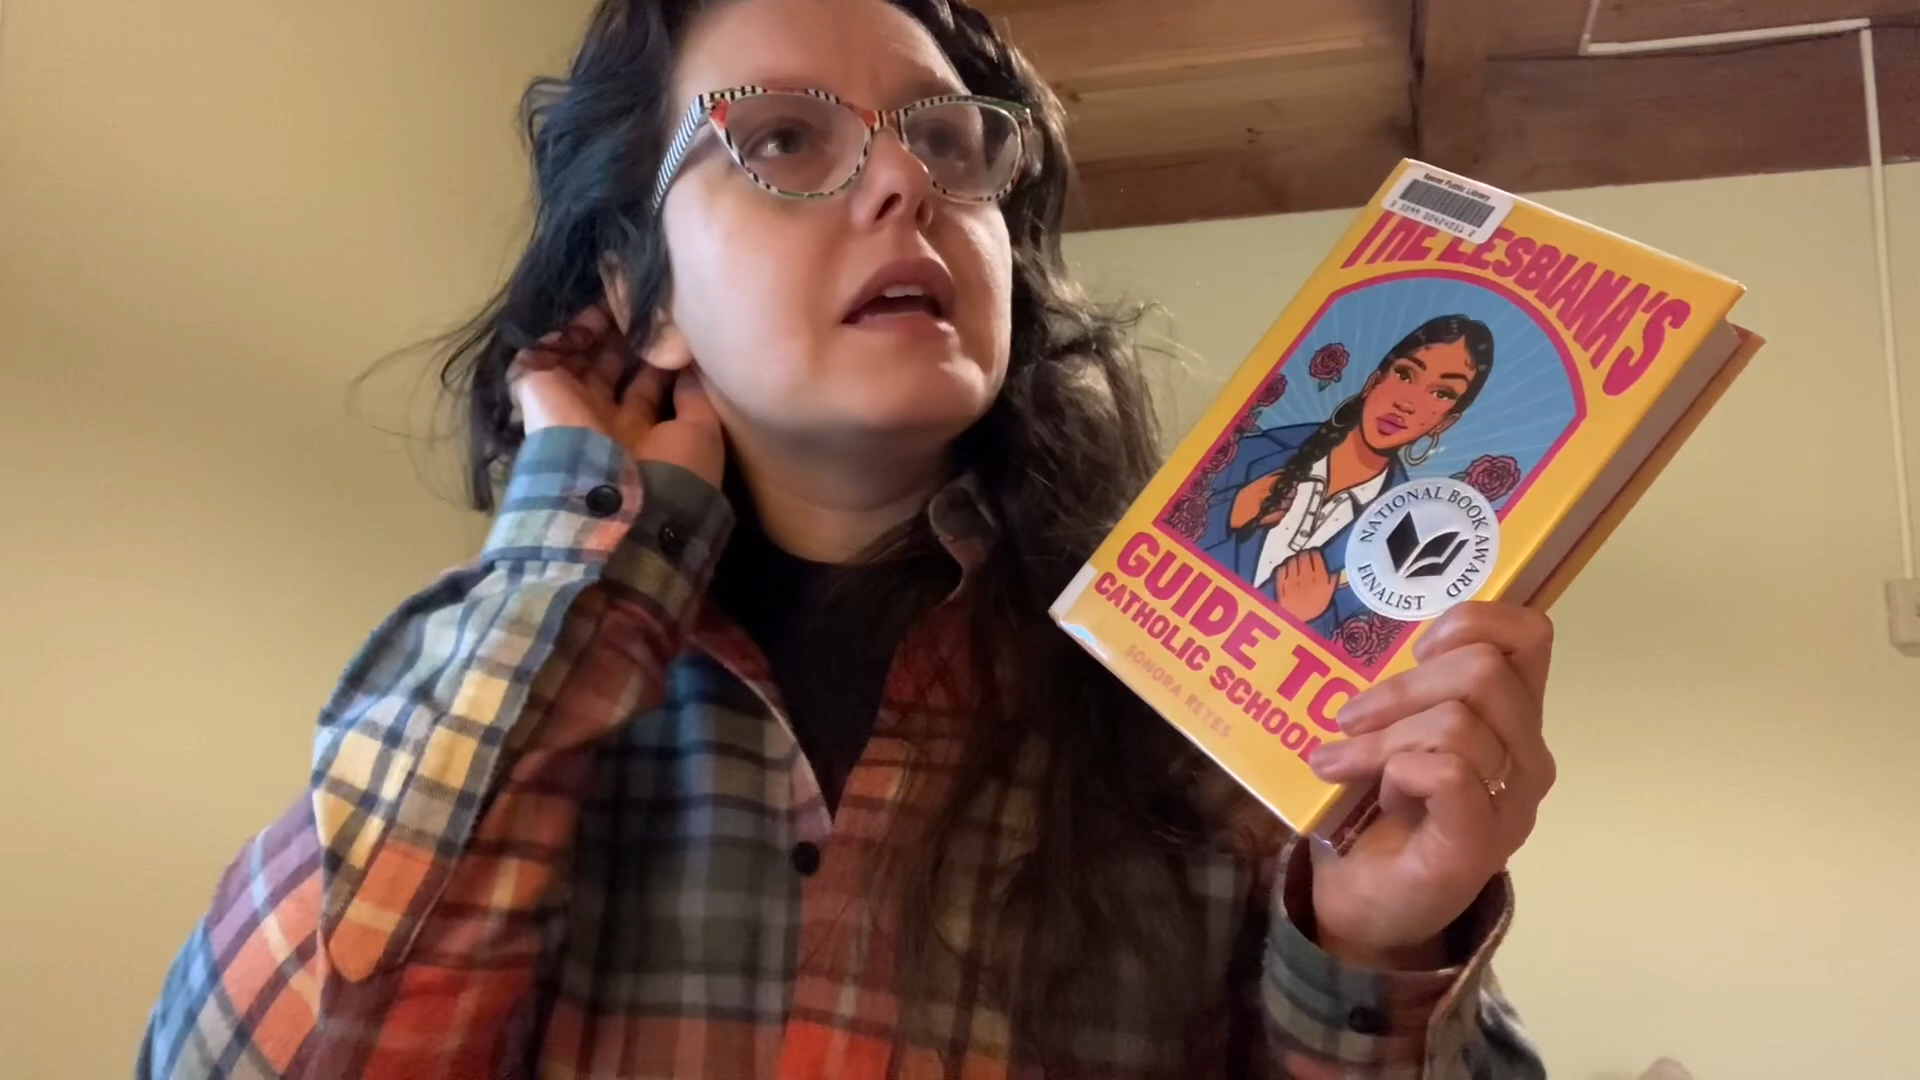 THE LESBIANA'S
NATIONAL BOOK AWARD
FINALIST
GUIDE TO
CATHOLIC SCHOOL
SONORA REYES